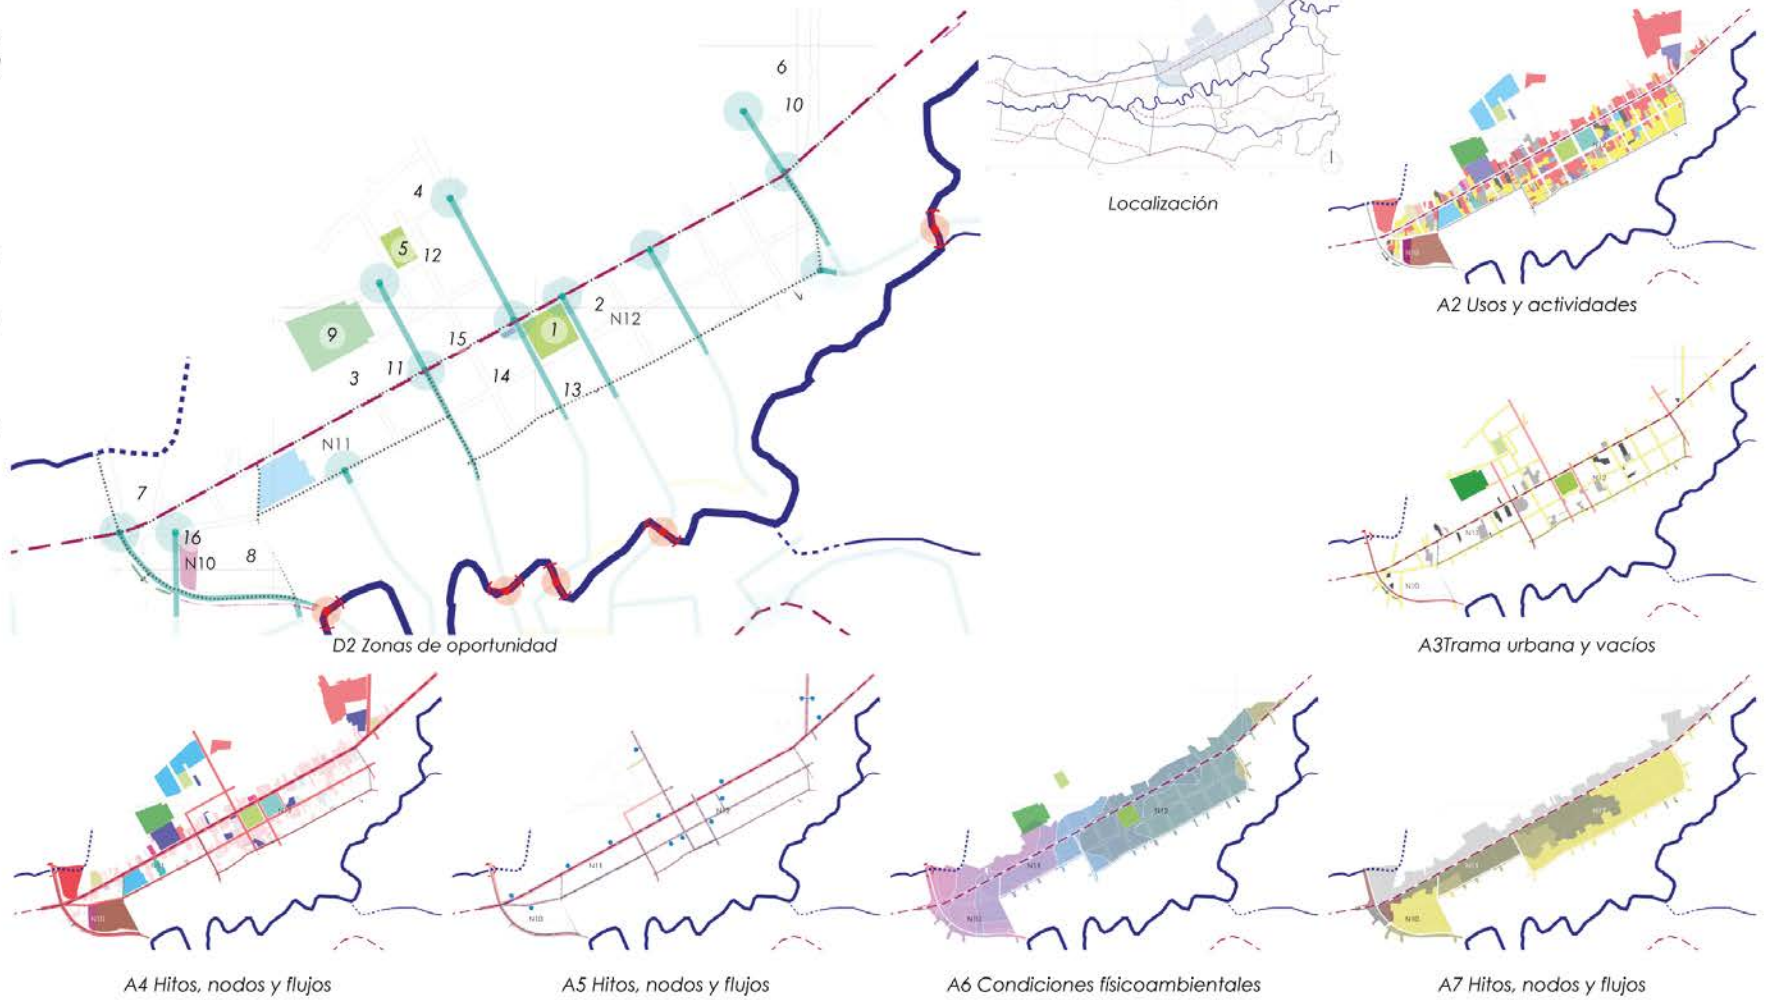 6
10
4
5
12
9
2
1
N12
15
11
3
14
13
N11
7
16
N10
8
D2 Zonas de oportunidad
Localización
A2 Usos y actividades
A3Trama urbana y vacíos
A4 Hitos, nodos y flujos
A5 Hitos, nodos y flujos
A6 Condiciones físicoambientales
A7 Hitos, nodos y flujos